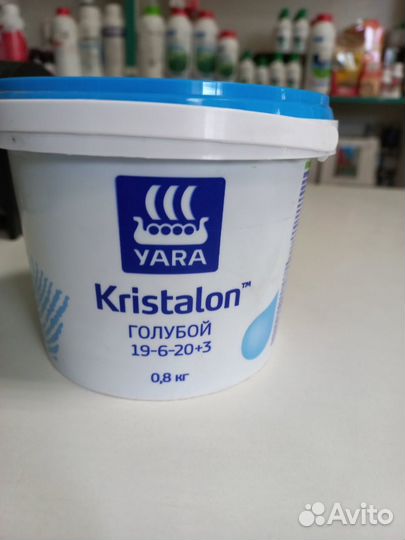 YARA
Kristalon™
ГОЛУБОЙ
19-6-20+3
0,8 кг
Avito